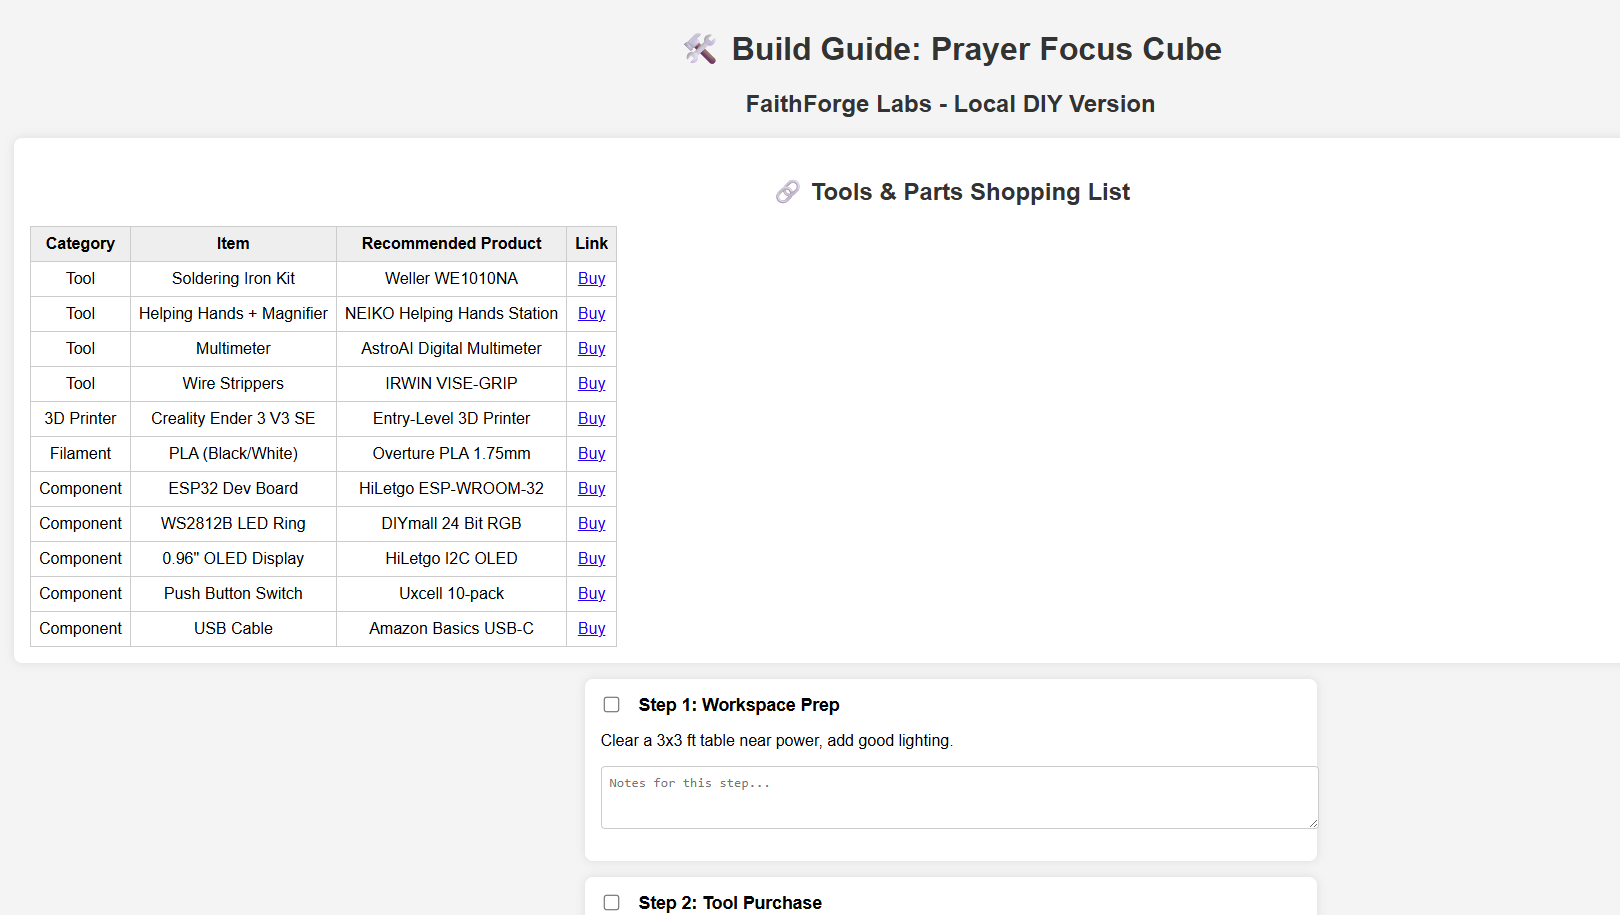 🛠️ Build Guide: Prayer Focus Cube
FaithForge Labs - Local DIY Version
🔗 Tools & Parts Shopping List
Category Item Recommended Product Link
Tool Soldering Iron Kit Weller WE1010NA Buy
Tool Helping Hands + Magnifier NEIKO Helping Hands Station Buy
Tool Multimeter AstroAI Digital Multimeter Buy
Tool Wire Strippers IRWIN VISE-GRIP Buy
3D Printer Creality Ender 3 V3 SE Entry-Level 3D Printer Buy
Filament PLA (Black/White) Overture PLA 1.75mm Buy
Component ESP32 Dev Board HiLetgo ESP-WROOM-32 Buy
Component WS2812B LED Ring DIYmall 24 Bit RGB Buy
Component 0.96" OLED Display HiLetgo I2C OLED Buy
Component Push Button Switch Uxcell 10-pack Buy
Component USB Cable Amazon Basics USB-C Buy
Step 1: Workspace Prep
Clear a 3x3 ft table near power, add good lighting.
Notes for this step...
Step 2: Tool Purchase